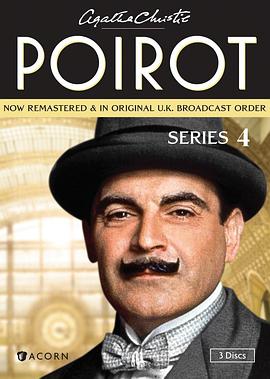 Agatha Christie
POIROT
NOW REMASTERED & IN ORIGINAL U.K. BROADCAST ORDER
SERIES 4
ACORN
3 Discs